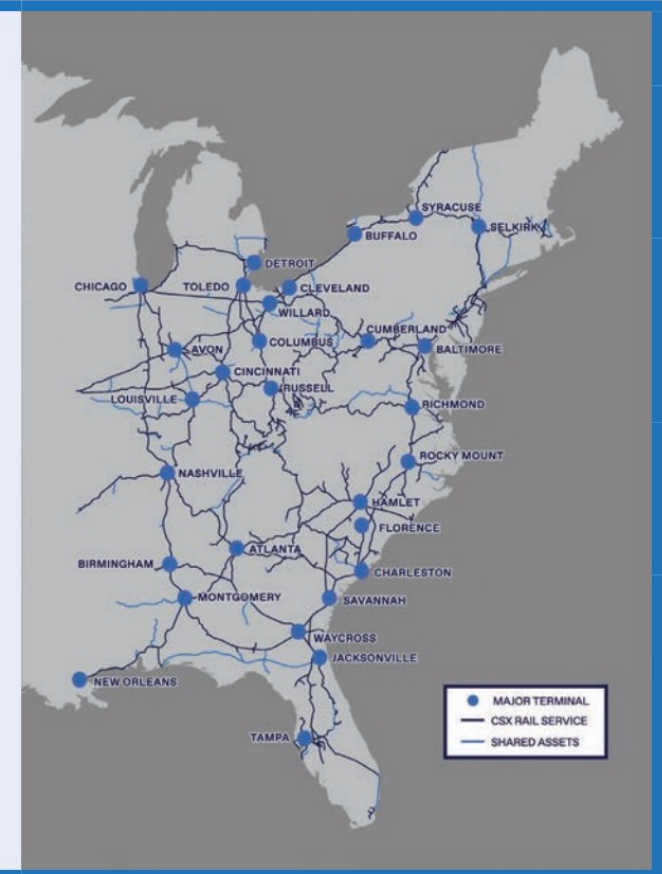 SYRACUSE
BUFFALO
SELKIRK
DETROIT
CHICAGO
TOLEDO
CLEVELAND
WILLARD
CUMBERLAND
COLUMBUS
AVON
BALTIMORE
CINCINNATI
RUSSELL
LOUISVILLE
RICHMOND
ROCKY MOUNT
NASHVILLE
HAMLET
FLORENCE
ATLANTA
BIRMINGHAM
CHARLESTON
MONTGOMERY
SAVANNAH
WAYCROSS
JACKSONVILLE
NEW ORLEANS
TAMPA
MAJOR TERMINAL
CSX RAIL SERVICE
SHARED ASSETS